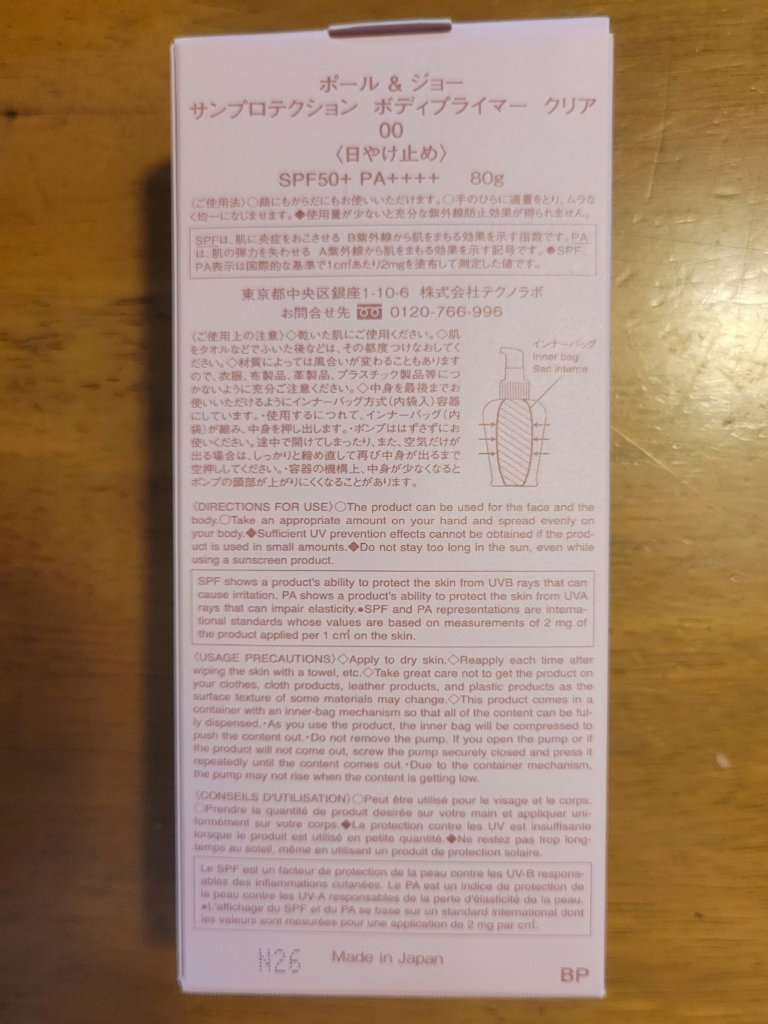 ポール & ジョー
サンプロテクション ボディプライマー クリア
00
〈日やけ止め〉
SPF50+ PA++++ 80g
〈ご使用法〉○顔にもからだにもお使いいただけます。○手のひらに適量をとり、ムラな
く均一になじませます。◆使用量が少ないと充分な紫外線防止効果が得られません。
SPFは、肌に炎症をおこさせる B紫外線から肌をまもる効果を示す指数です。PA
は、肌の弾力を失わせる A紫外線から肌をまもる効果を示す記号です。●SPF、
PA表示は国際的な基準で1c㎡あたり2mgを塗布して測定した値です。
東京都中央区銀座1-10-6 株式会社テクノラボ
お問合せ先 0120-766-996
〈ご使用上の注意〉◇乾いた肌にご使用ください。◇肌
をタオルなどでふいた後などは、その都度つけなおしてく
ださい。◇材質によっては風合いが変わることもあります
ので、衣服、布製品、革製品、プラスチック製品等につ
かないように充分ご注意ください。◇中身を最後までお
使いいただけるようにインナーバッグ方式(内袋入)容器
にしています。・使用するにつれて、インナーバッグ(内
袋)が縮み、中身を押し出します。・ポンプははずさずにお
使いください。途中で開けてしまったり、また、空気だけが
出る場合は、しっかりと締め直して再び中身が出るまで
空押ししてください。・容器の機構上、中身が少なくなると
ポンプの頭部が上がりにくくなることがあります。
インナーバッグ
Inner bag
Sac interne
〈DIRECTIONS FOR USE〉○The product can be used for the face and the
body.○Take an appropriate amount on your hand and spread evenly on
your body.◆Sufficient UV prevention effects cannot be obtained if the prod-
uct is used in small amounts.◆Do not stay too long in the sun, even while
using a sunscreen product.
SPF shows a product's ability to protect the skin from UVB rays that can
cause irritation. PA shows a product's ability to protect the skin from UVA
rays that can impair elasticity.●SPF and PA representations are interna-
tional standards whose values are based on measurements of 2 mg of
the product applied per 1 c㎡ on the skin.
〈USAGE PRECAUTIONS〉◇Apply to dry skin.◇Reapply each time after
wiping the skin with a towel, etc.◇Take great care not to get the product on
your clothes, cloth products, leather products, and plastic products as the
surface texture of some materials may change.◇This product comes in a
container with an inner-bag mechanism so that all of the content can be ful-
ly dispensed.・As you use the product, the inner bag will be compressed to
push the content out.・Do not remove the pump. If you open the pump or if
the product will not come out, screw the pump securely closed and press it
repeatedly until the content comes out.・Due to the container mechanism,
the pump may not rise when the content is getting low.
〈CONSEILS D'UTILISATION〉○Peut être utilisé pour le visage et le corps.
○Prendre la quantité de produit desirée sur votre main et appliquer uni-
formément sur votre corps.◆La protection contre les UV est insuffisante
lorsque le produit est utilisé en petite quantité.◆Ne restez pas trop long-
temps au soleil, même en utilisant un produit de protection solaire.
Le SPF est un facteur de protection de la peau contre les UV-B respons-
ables des inflammations cutanées. Le PA est un indice de protection de
la peau contre les UV-A responsables de la perte d'élasticité de la peau.
●L'affichage du SPF et du PA se base sur un standard international dont
les valeurs sont mesurées pour une application de 2 mg par c㎡.
N26
Made in Japan
BP